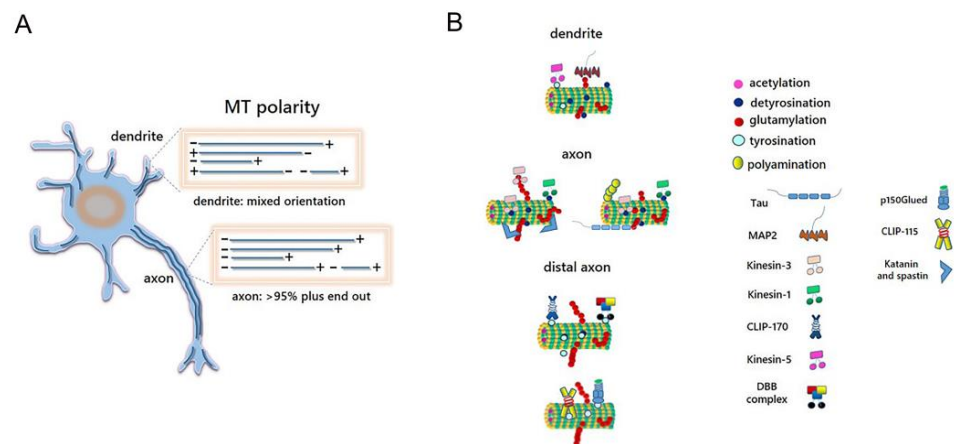 A
MT polarity
dendrite
- +
+ -
- +
+ - - +
dendrite: mixed orientation
axon
- +
- +
- +
- + - +
axon: >95% plus end out
B
dendrite
axon
distal axon
acetylation
detyrosination
glutamylation
tyrosination
polyamination
Tau
MAP2
Kinesin-3
Kinesin-1
CLIP-170
Kinesin-5
DBB
complex
p150Glued
CLIP-115
Katanin
and spastin